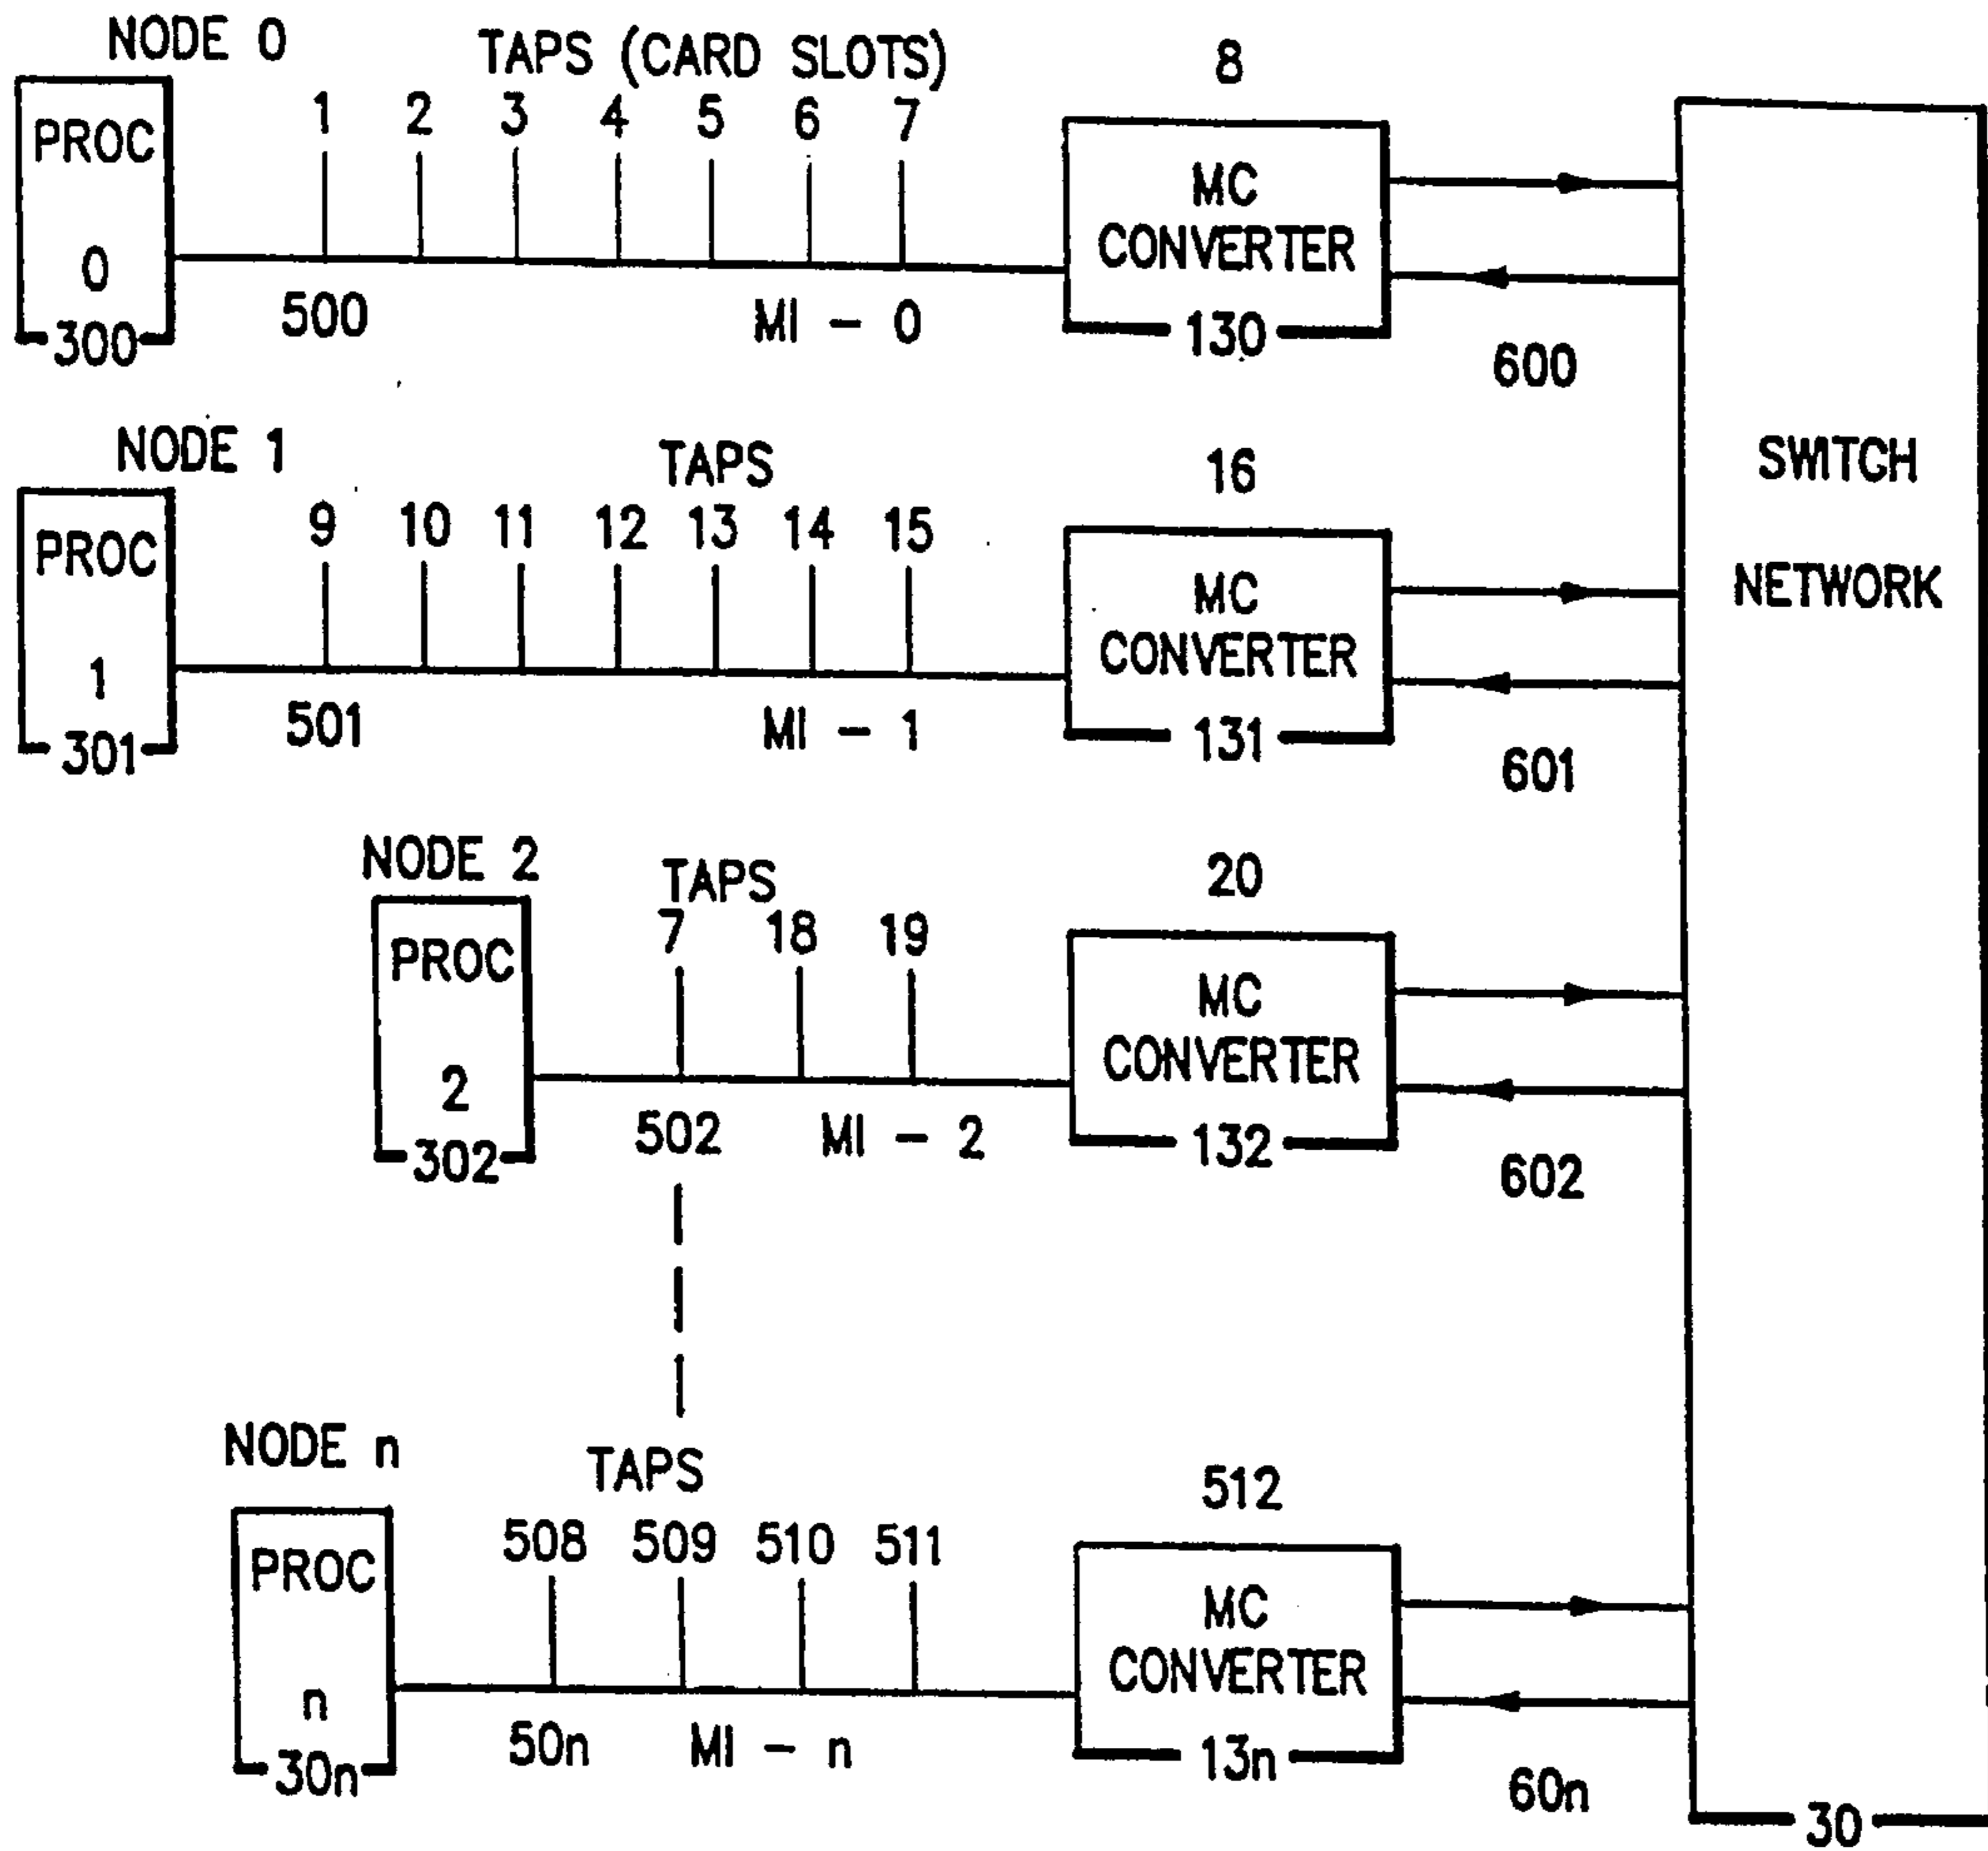 NODE 0
TAPS (CARD SLOTS)
8
1 2 3 4 5 6 7
PROC
0
300
500
MI - 0
MC
CONVERTER
130
600
SWITCH
NETWORK
30
NODE 1
TAPS
16
9 10 11 12 13 14 15
PROC
1
301
501
MI - 1
MC
CONVERTER
131
601
NODE 2
TAPS
20
7 18 19
PROC
2
302
502
MI - 2
MC
CONVERTER
132
602
NODE n
TAPS
512
508 509 510 511
PROC
n
30n
50n
MI - n
MC
CONVERTER
13n
60n